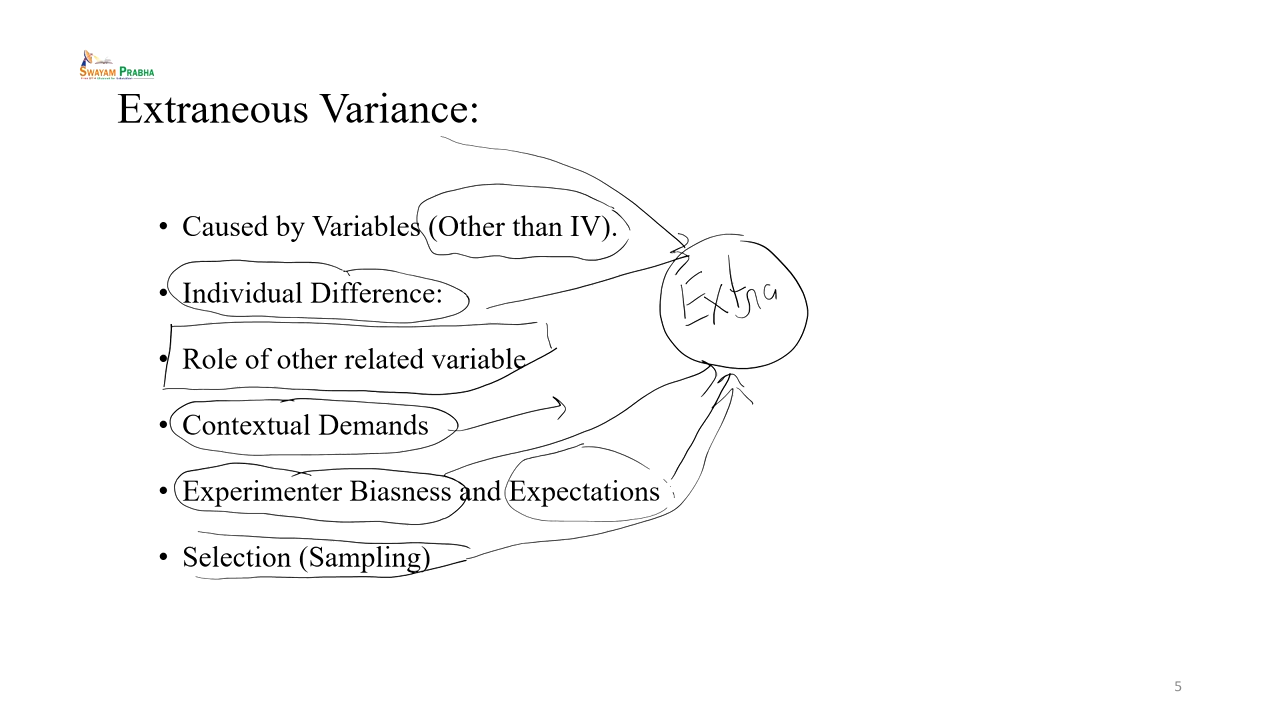 SWAYAM PRABHA
Extraneous Variance:
• Caused by Variables (Other than IV).
• Individual Difference:
• Role of other related variable
• Contextual Demands
• Experimenter Biasness and Expectations
• Selection (Sampling)
Extra
5